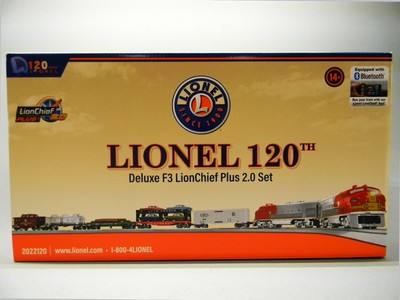 120
LIONEL
LionChief
PLUS 2.0
LIONEL
SINCE 1900
14+
Equipped with
Bluetooth
LIONEL 120TH
Deluxe F3 LionChief Plus 2.0 Set
2022120 • www.lionel.com • 1-800-4LIONEL